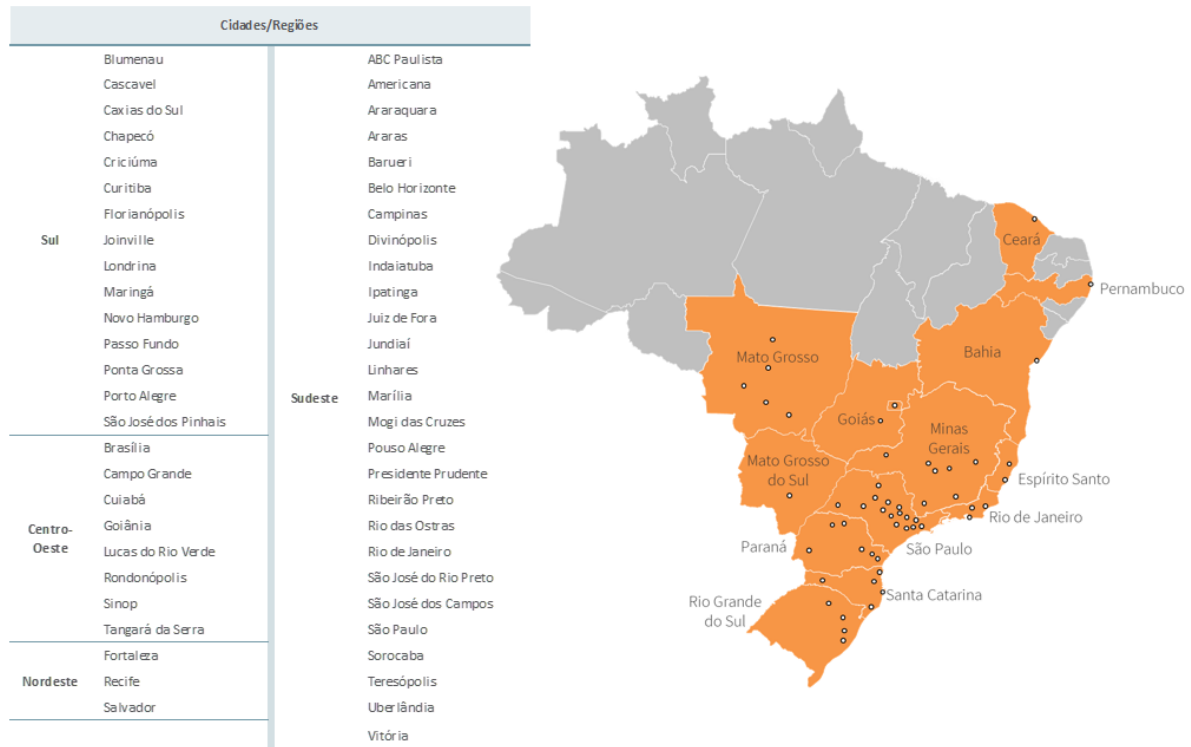 Cidades/Regiões
Sul
Blumenau
Cascavel
Caxias do Sul
Chapecó
Criciúma
Curitiba
Florianópolis
Joinville
Londrina
Maringá
Novo Hamburgo
Passo Fundo
Ponta Grossa
Porto Alegre
São José dos Pinhais
Centro-
Oeste
Brasília
Campo Grande
Cuiabá
Goiânia
Lucas do Rio Verde
Rondonópolis
Sinop
Tangará da Serra
Nordeste
Fortaleza
Recife
Salvador
Sudeste
ABC Paulista
Americana
Araraquara
Araras
Barueri
Belo Horizonte
Campinas
Divinópolis
Indaiatuba
Ipatinga
Juiz de Fora
Jundiaí
Linhares
Marília
Mogi das Cruzes
Pouso Alegre
Presidente Prudente
Ribeirão Preto
Rio das Ostras
Rio de Janeiro
São José do Rio Preto
São José dos Campos
São Paulo
Sorocaba
Teresópolis
Uberlândia
Vitória
Ceará
Pernambuco
Bahia
Mato Grosso
Goiás
Minas
Gerais
Mato Grosso
do Sul
Espírito Santo
Rio de Janeiro
São Paulo
Paraná
Santa Catarina
Rio Grande
do Sul